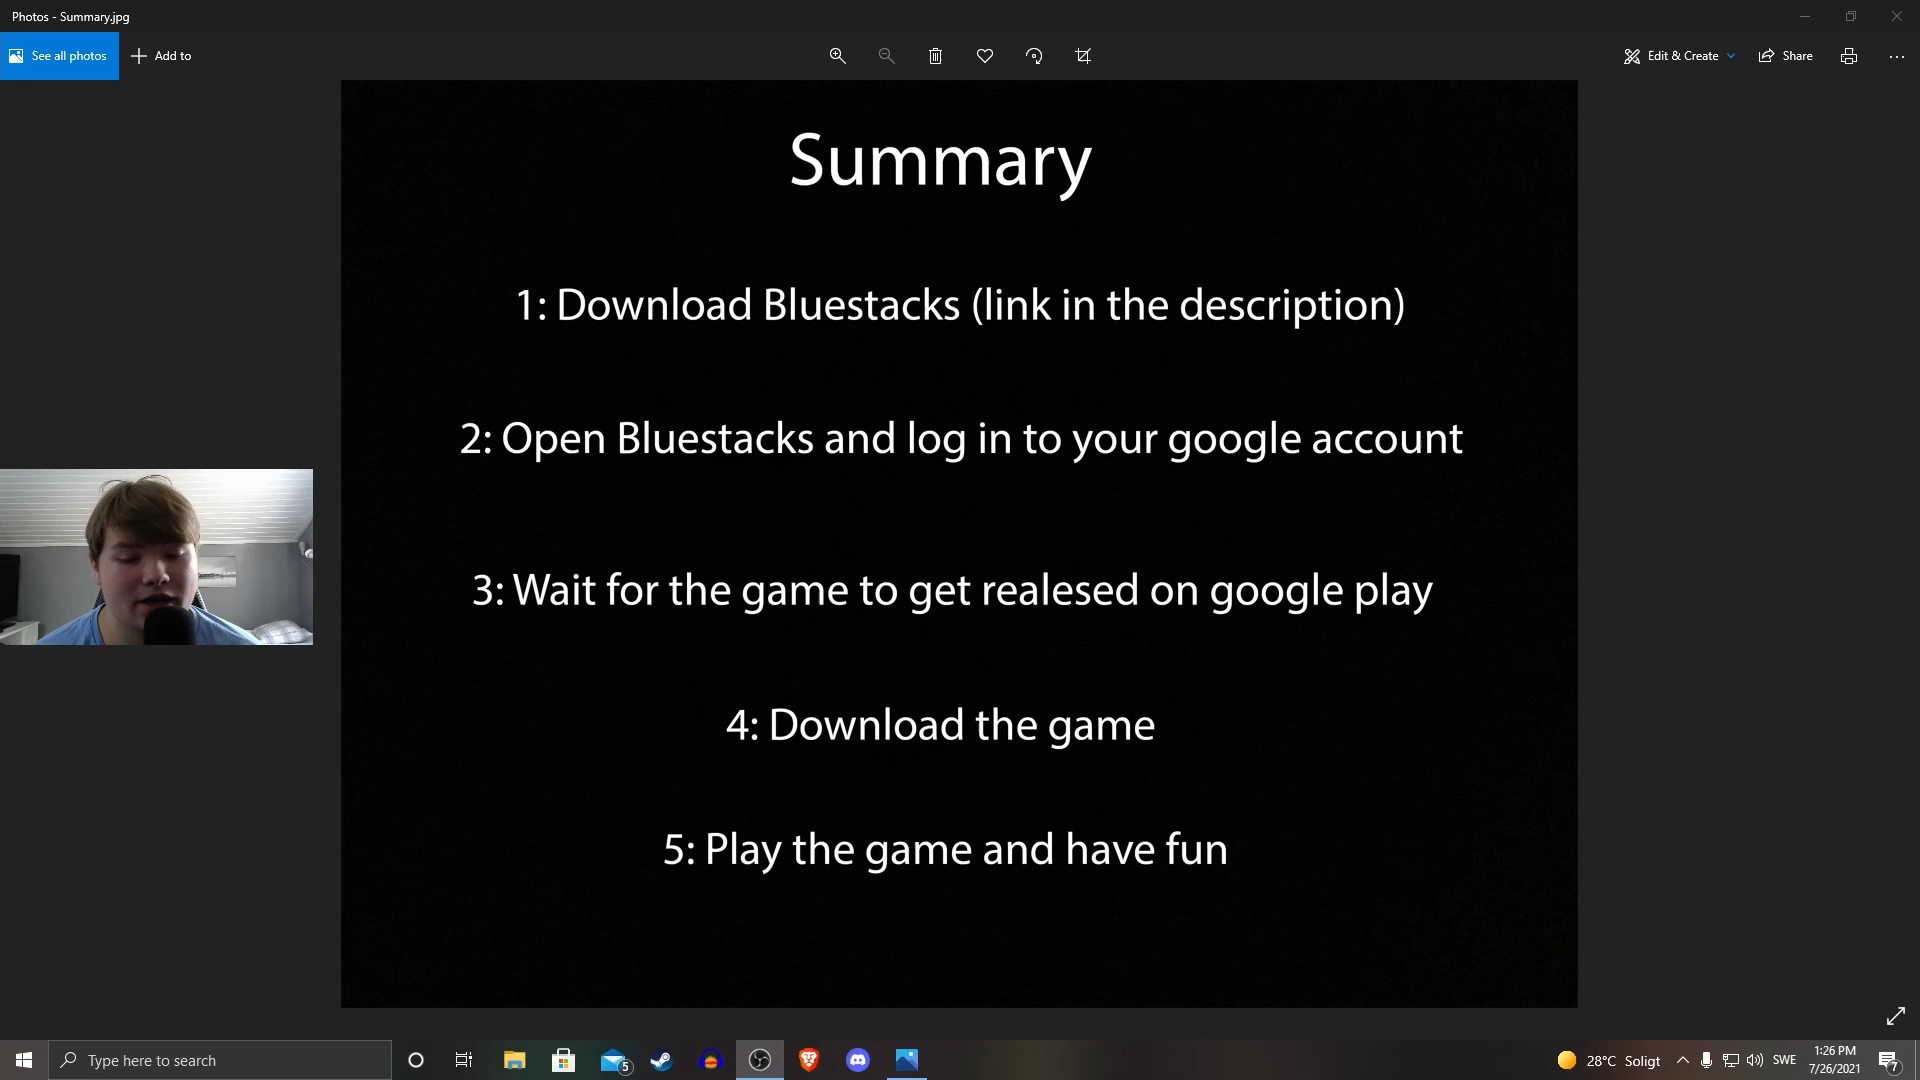 Photos - Summary.jpg
See all photos
Add to
Edit & Create
Share
Summary
1: Download Bluestacks (link in the description)
2: Open Bluestacks and log in to your google account
3: Wait for the game to get realesed on google play
4: Download the game
5: Play the game and have fun
Type here to search
5
28°C Soligt
SWE
1:26 PM
7/26/2021
7